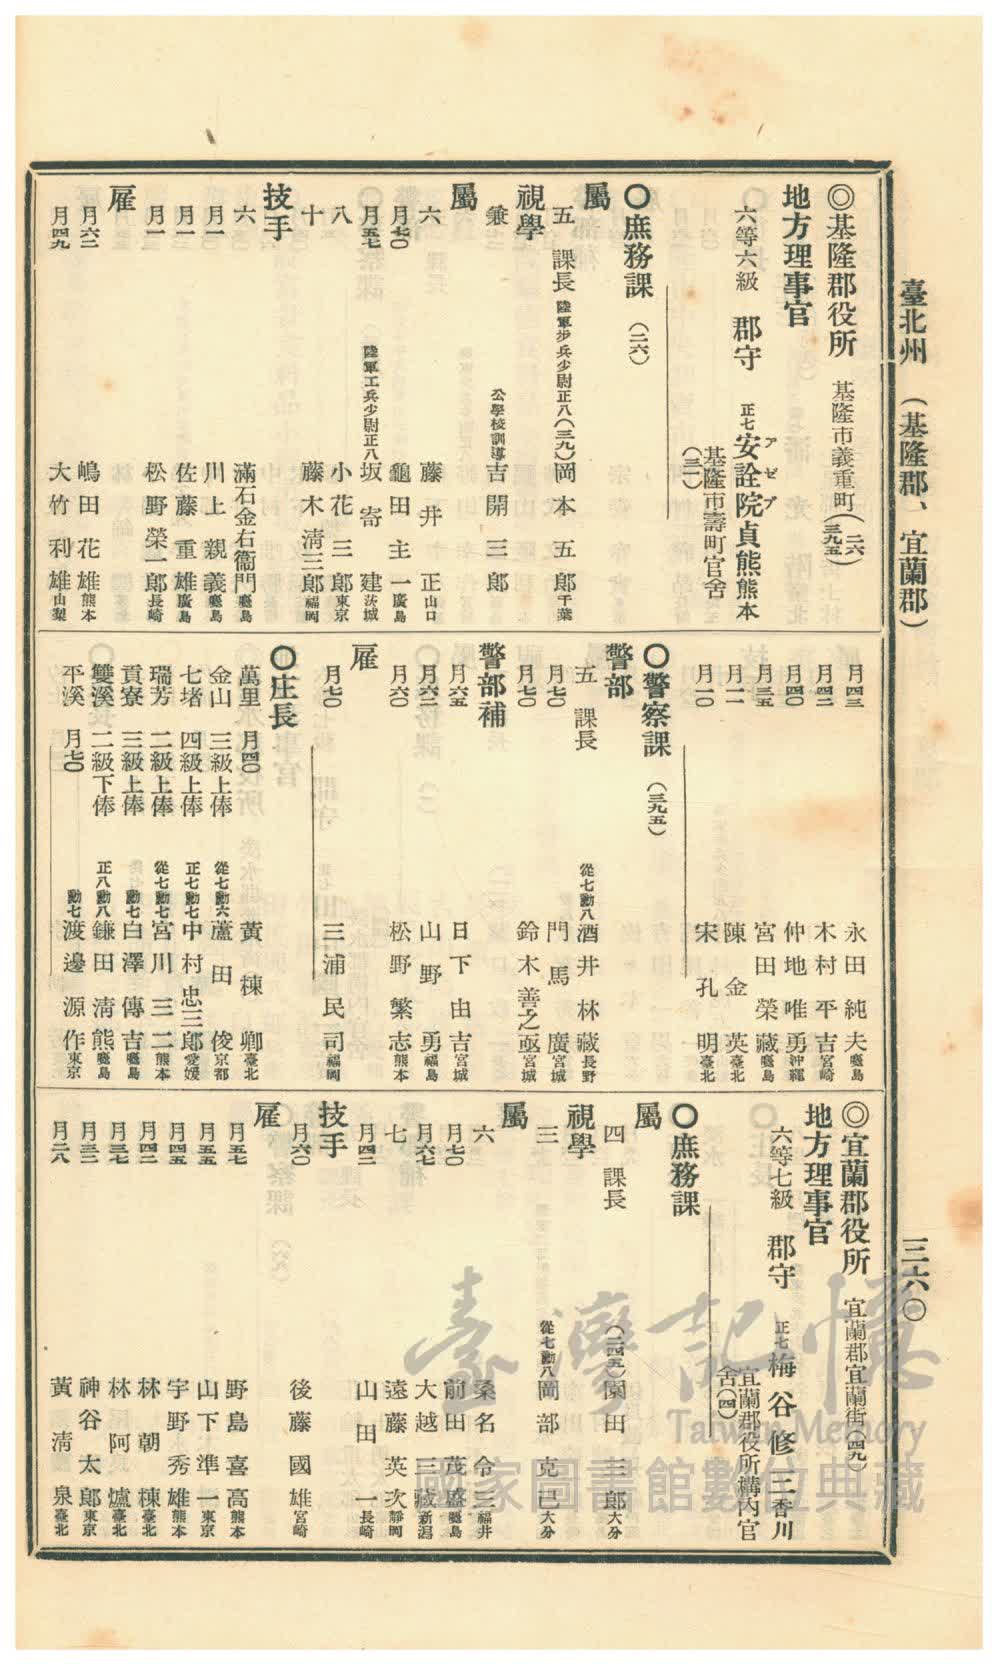 臺北州 (基隆郡、宜蘭郡) 三六〇
◎基隆郡役所 基隆市義重町(二六 三九五)
地方理事官
六等六級 郡守 正七 安詮院貞熊 熊本
アゼブ
基隆市壽町官舍
(三一)
〇庶務課 (二六)
屬
五 課長 陸軍步兵少尉正八(三九) 岡本五郎 千葉
視學
兼 公學校訓導 吉開三郎
屬
六 藤井正 山口
月七〇 龜田主一 廣島
月五七 陸軍工兵少尉正八 坂寄建 茨城
八 小花三郎 東京
十 藤木淸三郎 福岡
技手
六 滿石金右衞門 鹿兒島
月一 川上親義 鹿兒島
月一 佐藤重雄 廣島
月一 松野榮一郎 長崎
雇
月六二 嶋田花雄 熊本
月四九 大竹利雄 山梨
月四三 永田純夫 鹿兒島
月四二 木村平吉 宮崎
月四〇 仲地唯勇 沖繩
月三五 宮田榮藏 鹿兒島
月二一 陳金英 臺北
月二〇 宋孔明 臺北
〇警察課 (三九五)
警部
五 課長 從七勳八 酒井林藏 長野
月七〇 門馬廣 宮城
月七〇 鈴木善之亟 宮城
警部補
月六五 日下由吉 宮城
月六二 山野勇 福島
月六〇 松野繁志 熊本
雇
月七〇 三浦民司 福岡
〇庄長
萬里 月四〇 黃棟卿 臺北
金山 三級上俸 從七勳六 蘆田俊 京都
七堵 四級上俸 正七勳七 中村忠三郎 愛媛
瑞芳 二級上俸 從七勳七 宮川三二 熊本
貢寮 三級上俸 勳七 白澤傳吉 鹿兒島
雙溪 二級下俸 正八勳八 鎌田淸熊 鹿兒島
平溪 月七〇 勳七 渡邊源作 東京
◎宜蘭郡役所 宜蘭郡宜蘭街(四九)
地方理事官
六等七級 郡守 正七 梅谷修三 香川
宜蘭郡役所構內官
舍(四)
〇庶務課
屬
四 課長 (二四五) 園田三郎 大分
視學
三 從七勳八 岡部克己 大分
屬
六 桑名令三 福井
月七〇 前田茂盛 鹿兒島
月六七 大越三藏 新潟
七 遠藤英次 靜岡
月四二 山田一 長崎
技手
月六〇 後藤國雄 宮崎
雇
月五七 野島喜高 熊本
月五五 山下準一 東京
月四五 宇野秀雄 熊本
月四二 林朝棟 臺北
月三七 林阿爐 臺北
月三二 神谷太郎 東京
月二八 黃淸泉 臺北
臺灣記憶
Taiwan Memory
國家圖書館數位典藏